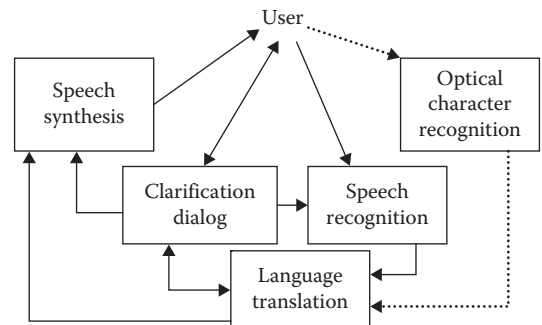 User
Speech
synthesis
Optical
character
recognition
Clarification
dialog
Speech
recognition
Language
translation